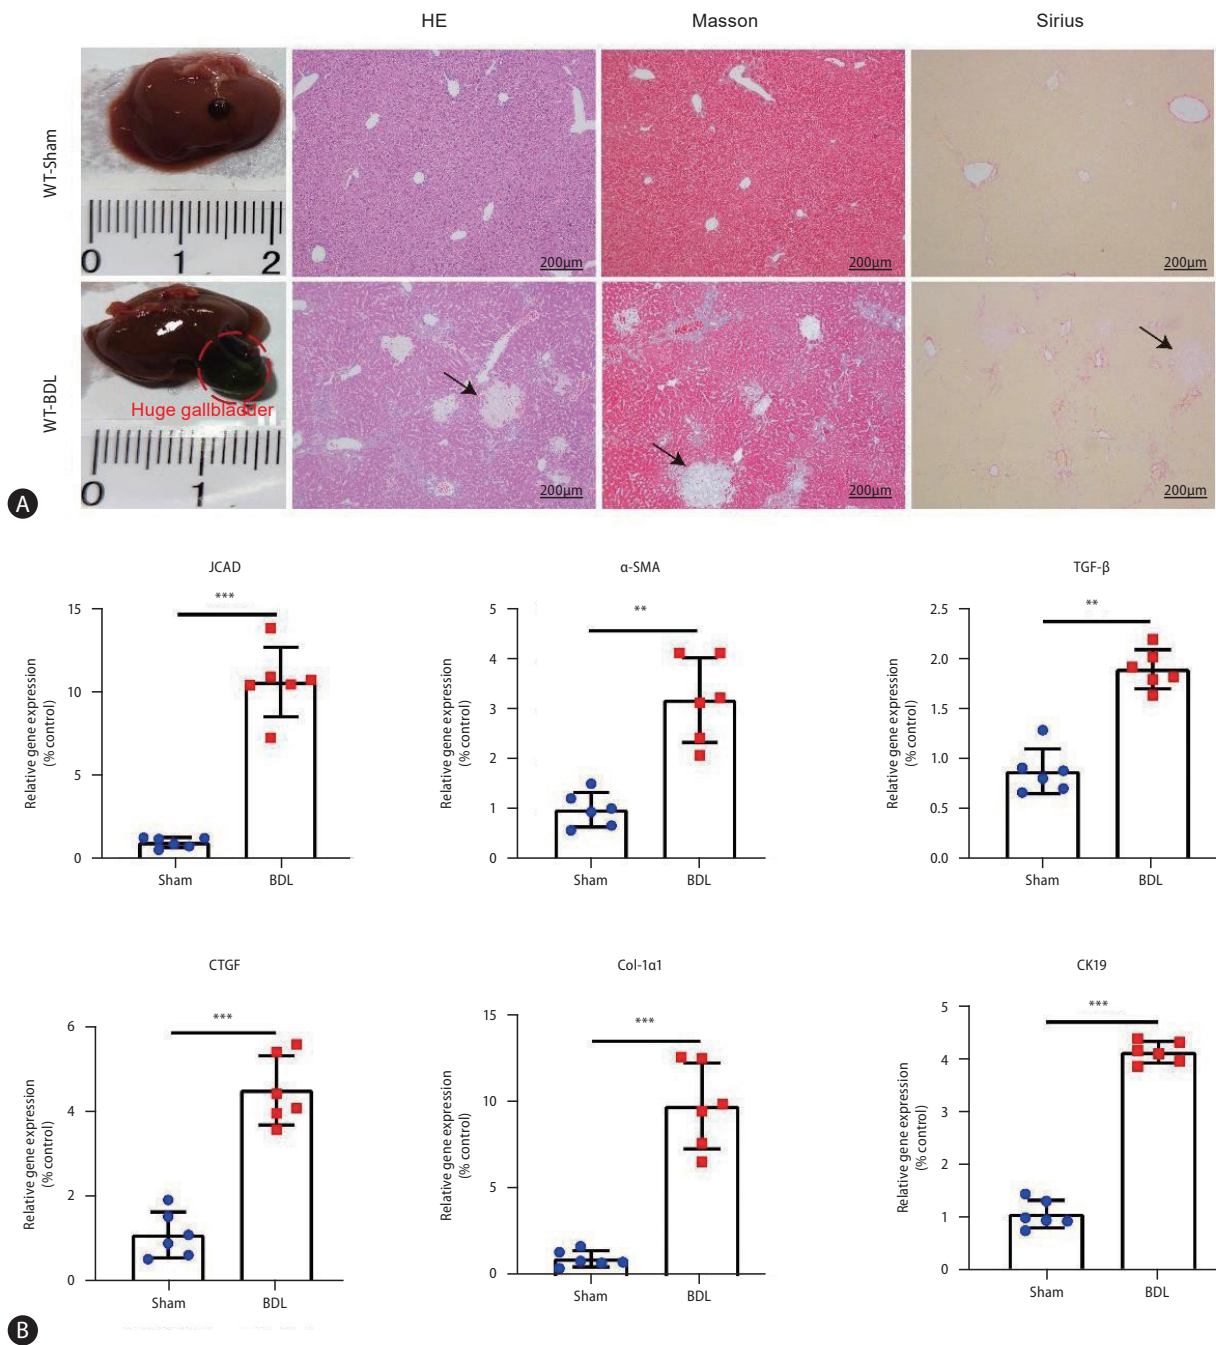 HE Masson Sirius
WT-Sham
0 1 2
200μm 200μm 200μm
WT-BDL
Huge gallbladder
0 1
200μm 200μm 200μm
A
JCAD
***
Relative gene expression
(% control)
15
10
5
0
Sham BDL
α-SMA
**
Relative gene expression
(% control)
5
4
3
2
1
0
Sham BDL
TGF-β
**
Relative gene expression
(% control)
2.5
2.0
1.5
1.0
0.5
0.0
Sham BDL
CTGF
***
Relative gene expression
(% control)
6
4
2
0
Sham BDL
Col-1α1
***
Relative gene expression
(% control)
15
10
5
0
Sham BDL
CK19
***
Relative gene expression
(% control)
5
4
3
2
1
0
Sham BDL
B